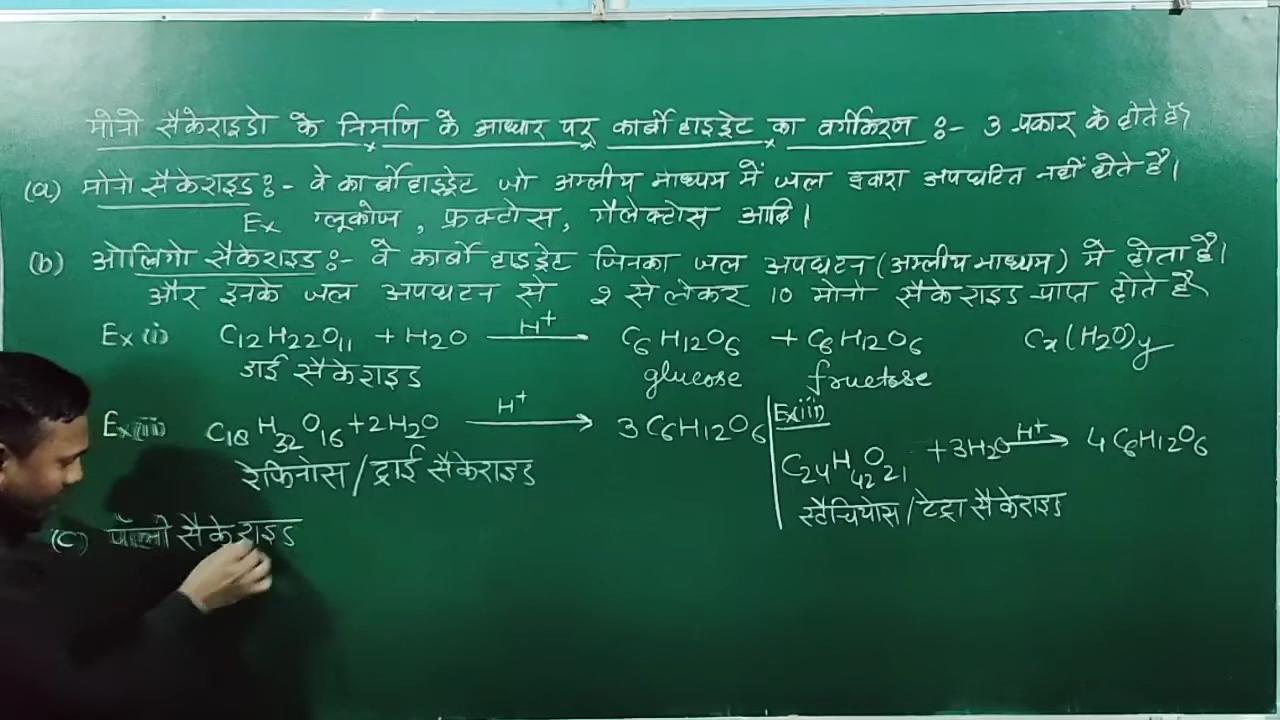 मोनो सैकेराइडो के निर्माण के आधार पर कार्बोहाइड्रेट का वर्गीकरण :- 3 प्रकार के होते है
(a) मोनो सैकेराइड :- वे कार्बोहाइड्रेट जो अम्लीय माध्यम में जल द्वारा अपघटित नहीं होते है।
Ex ग्लूकोज, फ्रक्टोस, गैलेक्टोस आदि।
(b) ओलिगो सैकेराइड :- वे कार्बोहाइड्रेट जिनका जल अपघटन (अम्लीय माध्यम) मे होता है।
और इनके जल अपघटन से २ से लेकर 10 मोनो सैकेराइड प्राप्त होते है
Ex (i) C12H22O11 + H2O —H+→ C6H12O6 + C6H12O6 Cx(H2O)y
डाई सैकेराइड glucose fructose
Ex(ii) C18H32O16 + 2H2O —H+→ 3C6H12O6
रेफिनोस/ट्राई सैकेराइड
Ex(iii)
C24H42O21 + 3H2O —H+→ 4C6H12O6
स्टैचियोस/टेट्रा सैकेराइड
(C) पॉली सैकेराइड